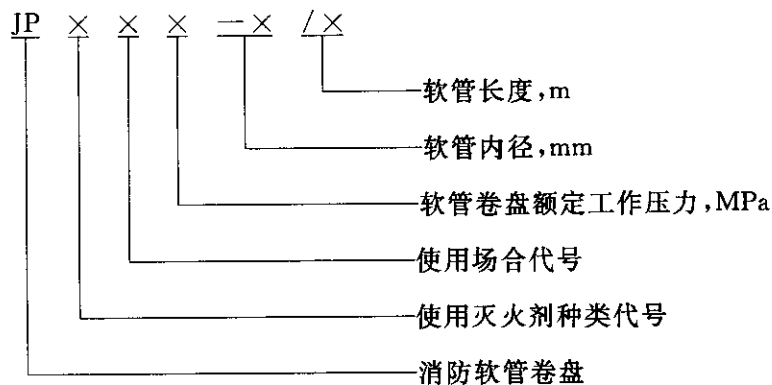 JP × × × －× /×
软管长度,m
软管内径,mm
软管卷盘额定工作压力,MPa
使用场合代号
使用灭火剂种类代号
消防软管卷盘